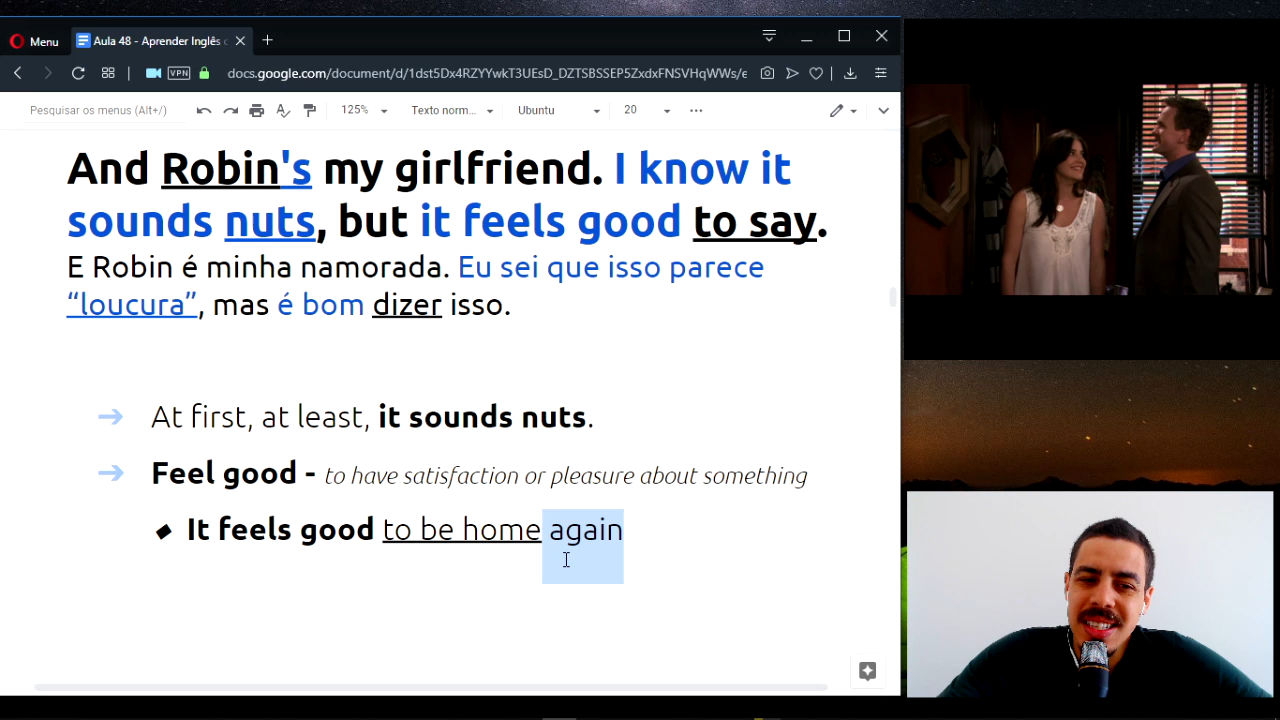 Menu
Aula 48 - Aprender Inglês c
VPN
docs.google.com/document/d/1dst5Dx4RZYYwkT3UEsD_DZTSBSSEP5ZxdxFNSVHqWWs/e
Pesquisar os menus (Alt+/)
125%
Texto norm...
Ubuntu
20
And Robin's my girlfriend. I know it
sounds nuts, but it feels good to say.
E Robin é minha namorada. Eu sei que isso parece
“loucura”, mas é bom dizer isso.
➔ At first, at least, it sounds nuts.
➔ Feel good - to have satisfaction or pleasure about something
◆ It feels good to be home again